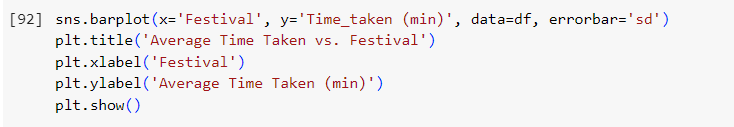 [92] sns.barplot(x='Festival', y='Time_taken (min)', data=df, errorbar='sd')
plt.title('Average Time Taken vs. Festival')
plt.xlabel('Festival')
plt.ylabel('Average Time Taken (min)')
plt.show()